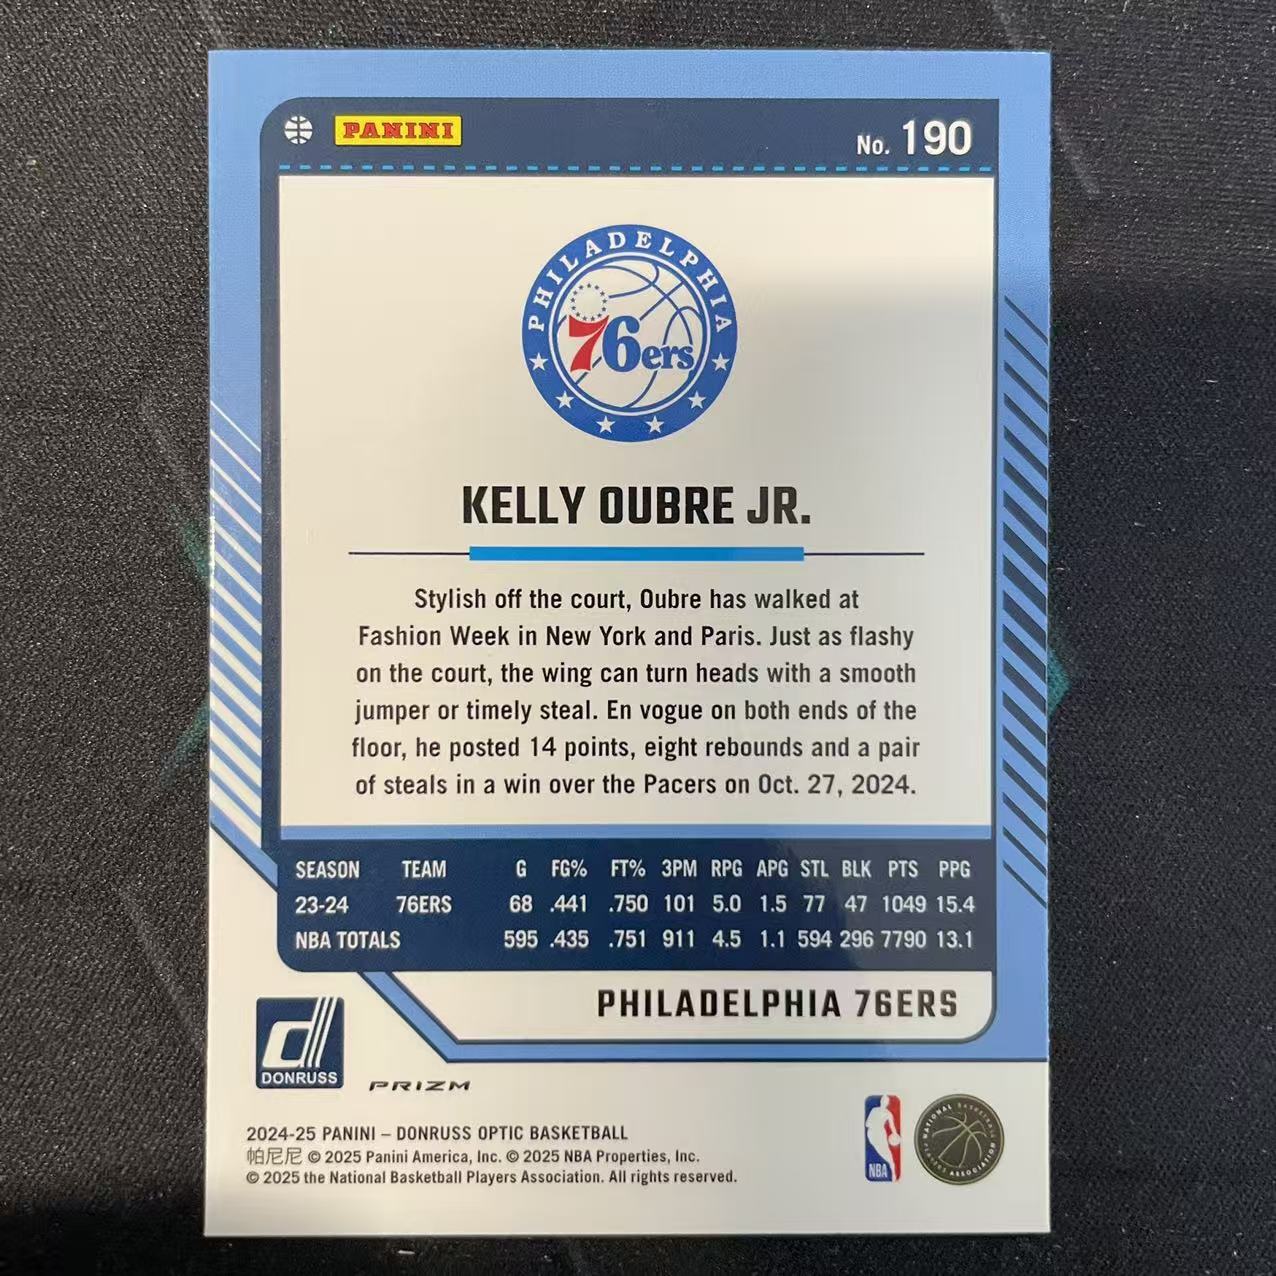 PANINI
No. 190
PHILADELPHIA
76ers
KELLY OUBRE JR.
Stylish off the court, Oubre has walked at
Fashion Week in New York and Paris. Just as flashy
on the court, the wing can turn heads with a smooth
jumper or timely steal. En vogue on both ends of the
floor, he posted 14 points, eight rebounds and a pair
of steals in a win over the Pacers on Oct. 27, 2024.
SEASON TEAM G FG% FT% 3PM RPG APG STL BLK PTS PPG
23-24 76ERS 68 .441 .750 101 5.0 1.5 77 47 1049 15.4
NBA TOTALS 595 .435 .751 911 4.5 1.1 594 296 7790 13.1
PHILADELPHIA 76ERS
d
DONRUSS
PRIZM
2024-25 PANINI – DONRUSS OPTIC BASKETBALL
帕尼尼 © 2025 Panini America, Inc. © 2025 NBA Properties, Inc.
© 2025 the National Basketball Players Association. All rights reserved.
NBA
NATIONAL BASKETBALL
PLAYERS ASSOCIATION